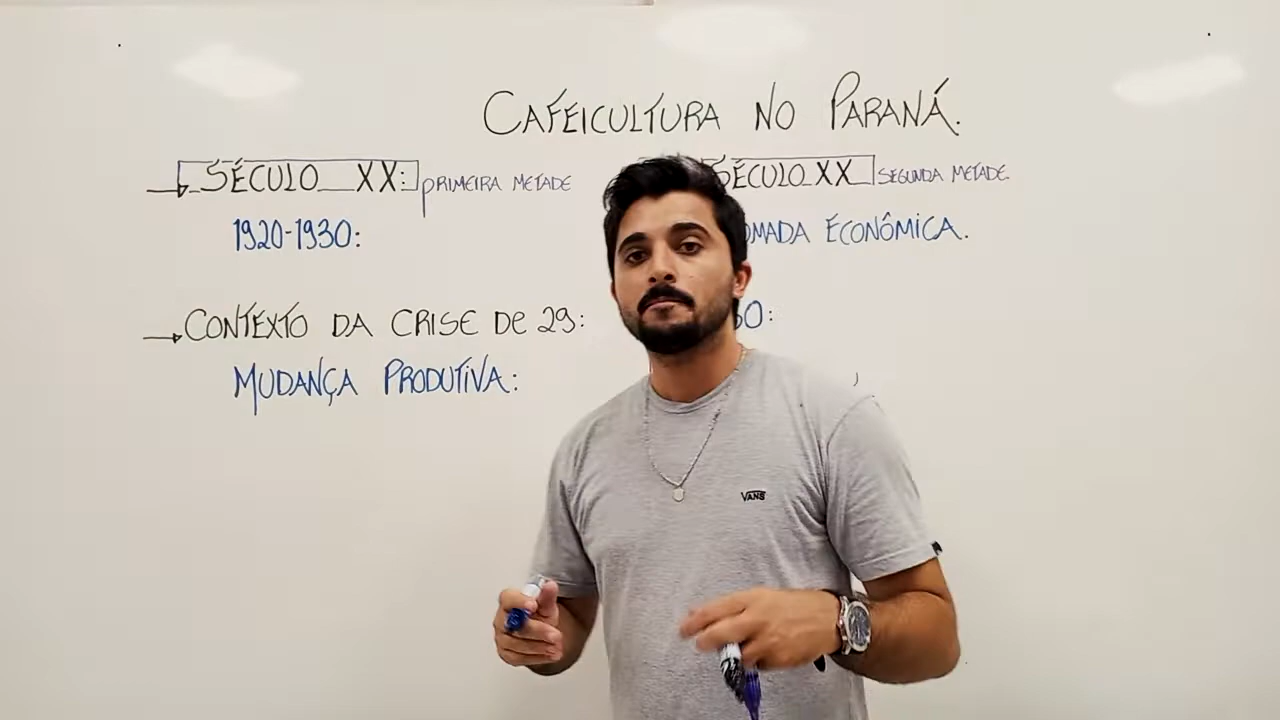 CAFEICULTURA NO PARANÁ.
SÉCULO XX: PRIMEIRA METADE
1920-1930:
CONTEXTO DA CRISE DE 29:
MUDANÇA PRODUTIVA:
SÉCULO XX SEGUNDA METADE.
ECONÔMICA.
VANS